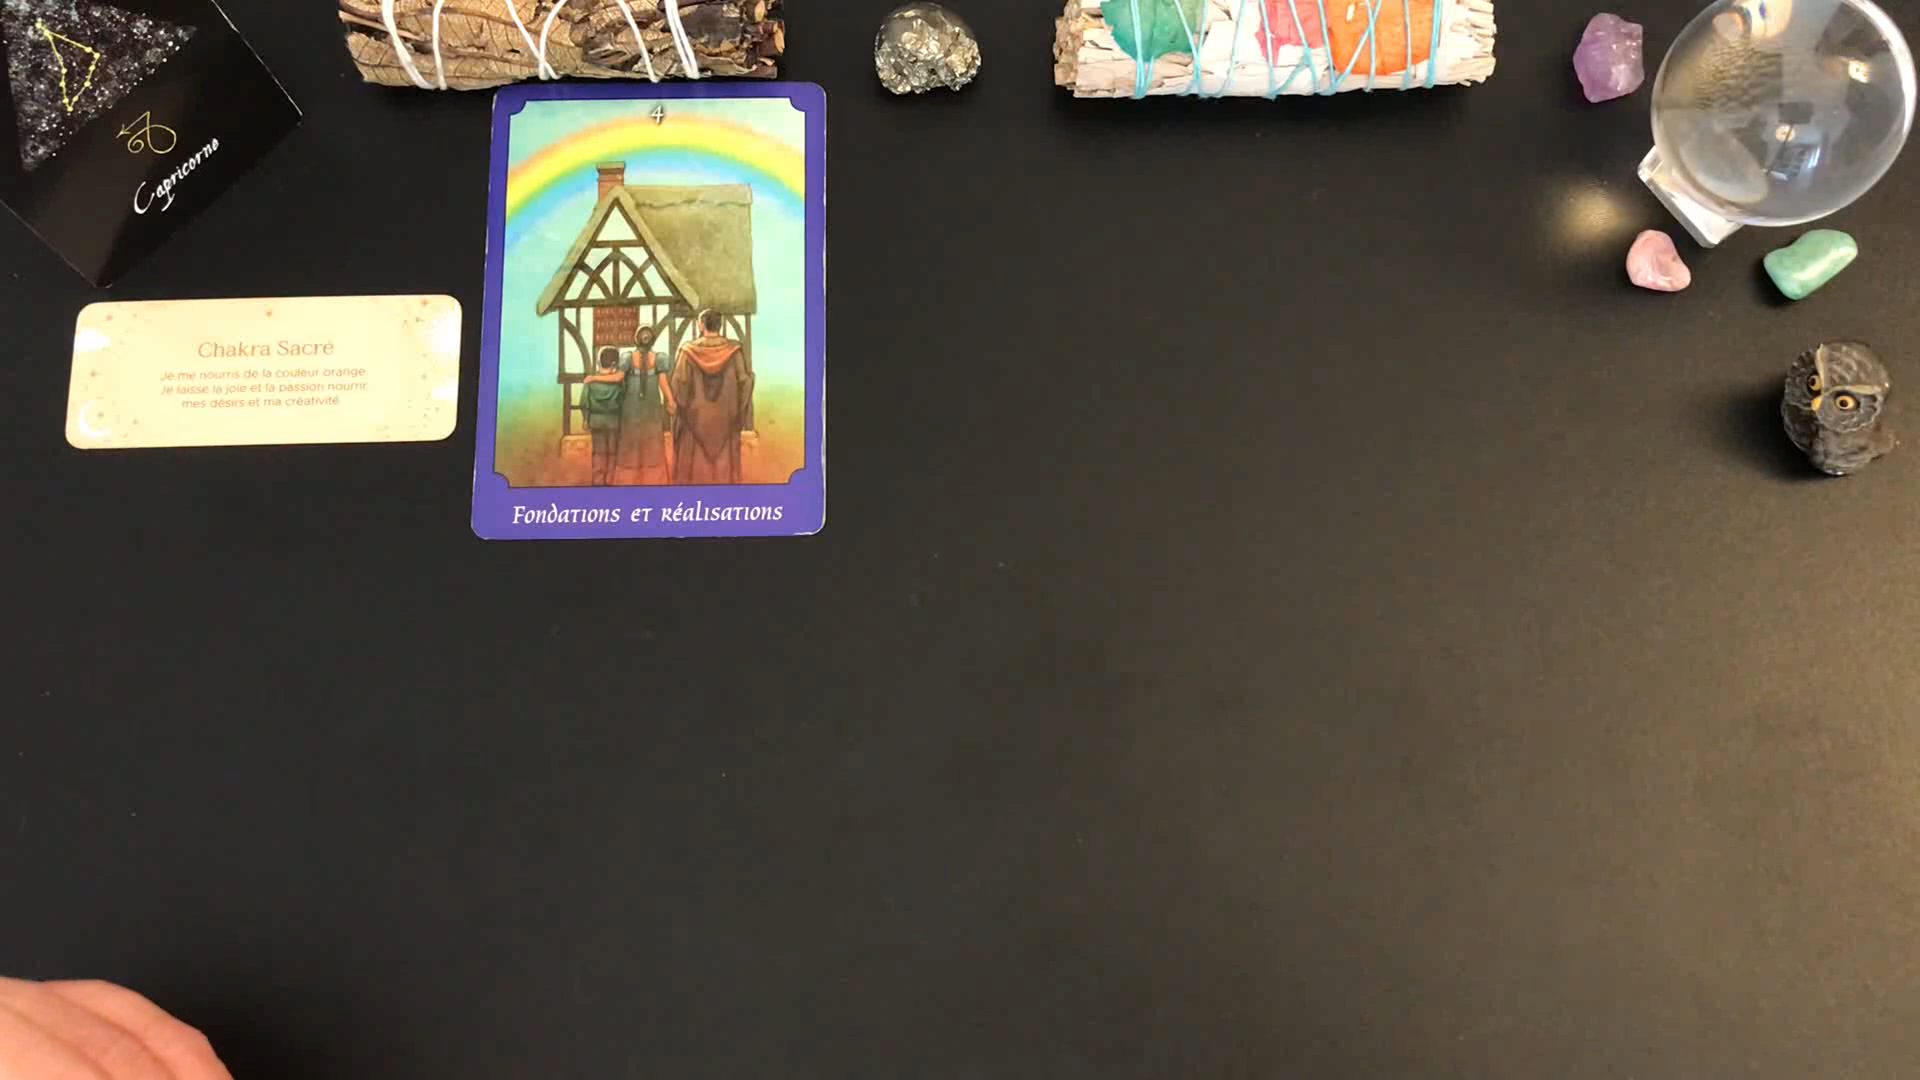 Capricorne
4
Fondations et réalisations
Chakra Sacré
Je me nourris de la couleur orange.
Je laisse la joie et la passion nourrir
mes désirs et ma créativité.